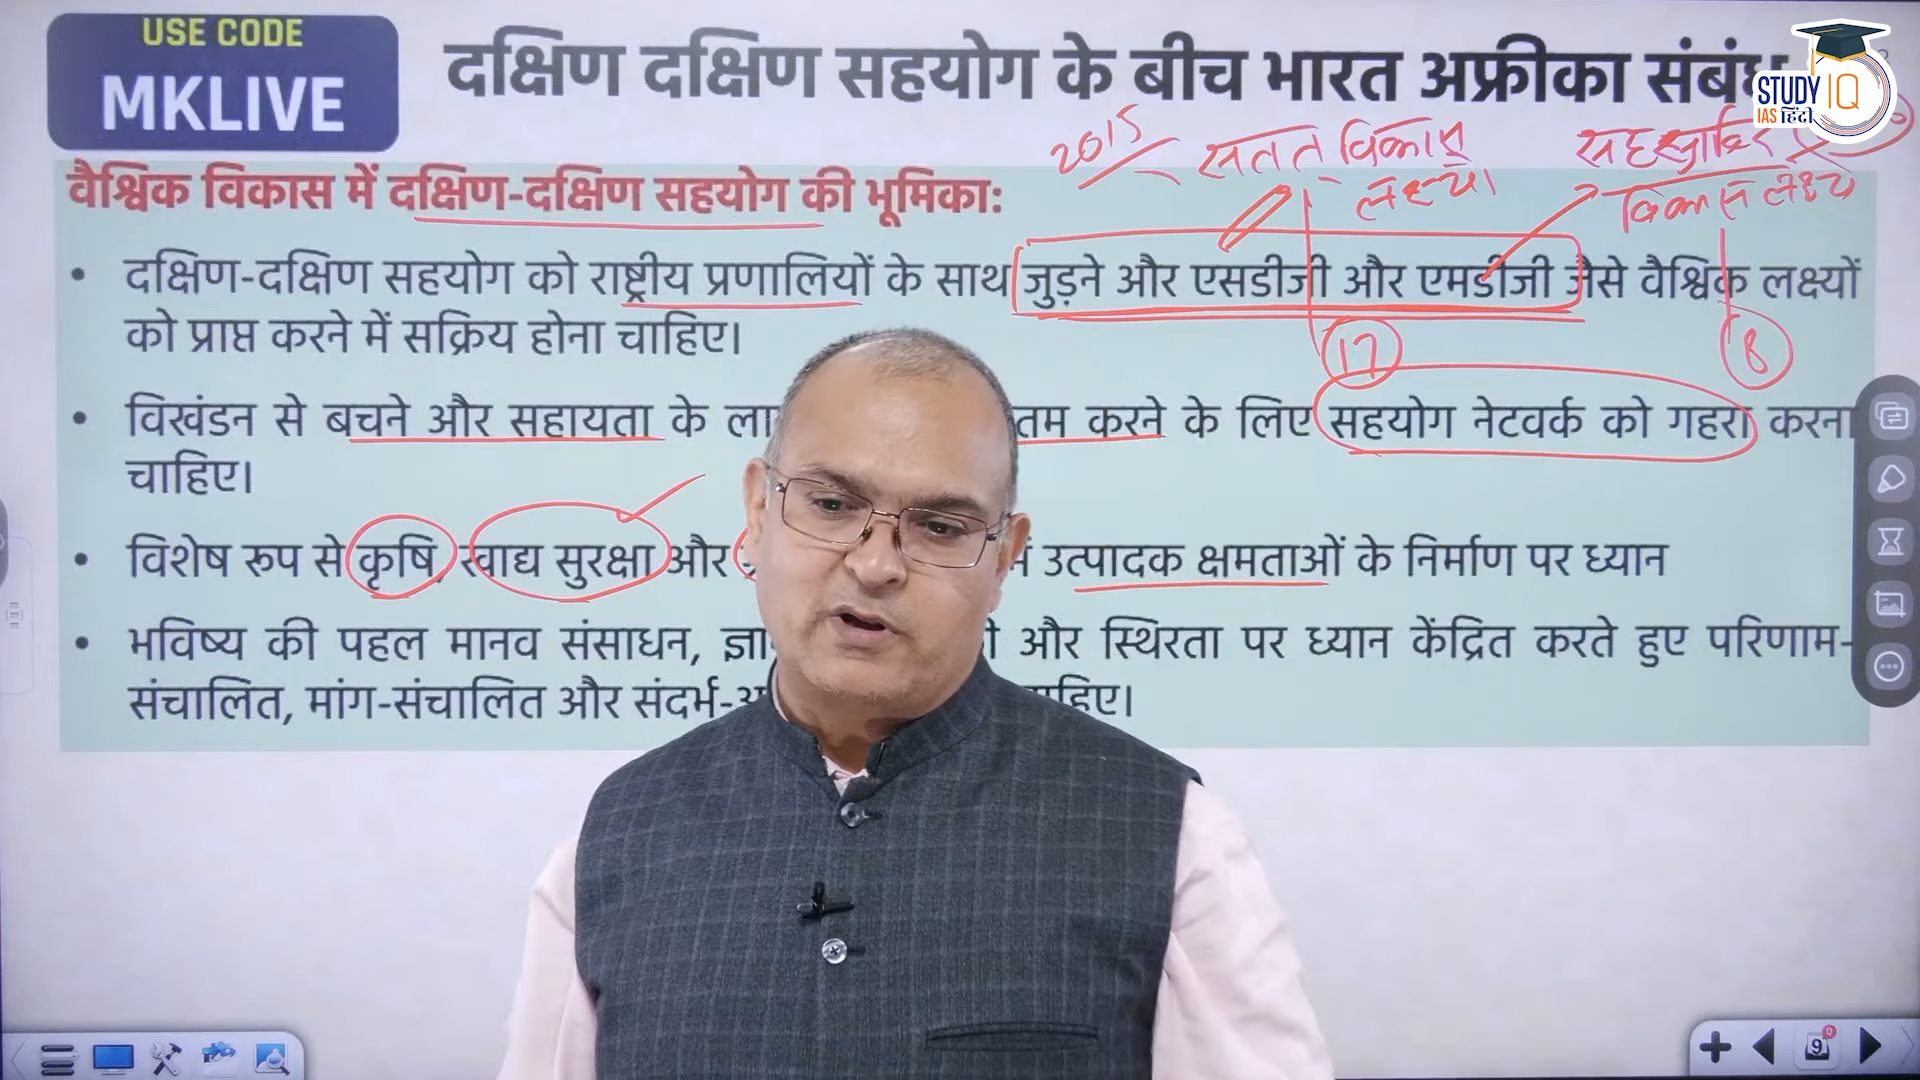 USE CODE
MKLIVE
दक्षिण दक्षिण सहयोग के बीच भारत अफ्रीका संबंध
STUDY IQ
IAS हिंदी
2015 सतत् विकास सहस्राब्दि
लक्ष्य विकास लक्ष्य
वैश्विक विकास में दक्षिण-दक्षिण सहयोग की भूमिका:
• दक्षिण-दक्षिण सहयोग को राष्ट्रीय प्रणालियों के साथ जुड़ने और एसडीजी और एमडीजी जैसे वैश्विक लक्ष्यों
को प्राप्त करने में सक्रिय होना चाहिए।
17 8
• विखंडन से बचने और सहायता के करने के लिए सहयोग नेटवर्क को गहरा करना
चाहिए।
• विशेष रूप से कृषि, खाद्य सुरक्षा और उत्पादक क्षमताओं के निर्माण पर ध्यान
• भविष्य की पहल मानव संसाधन, और स्थिरता पर ध्यान केंद्रित करते हुए परिणाम-
संचालित, मांग-संचालित और
9
0